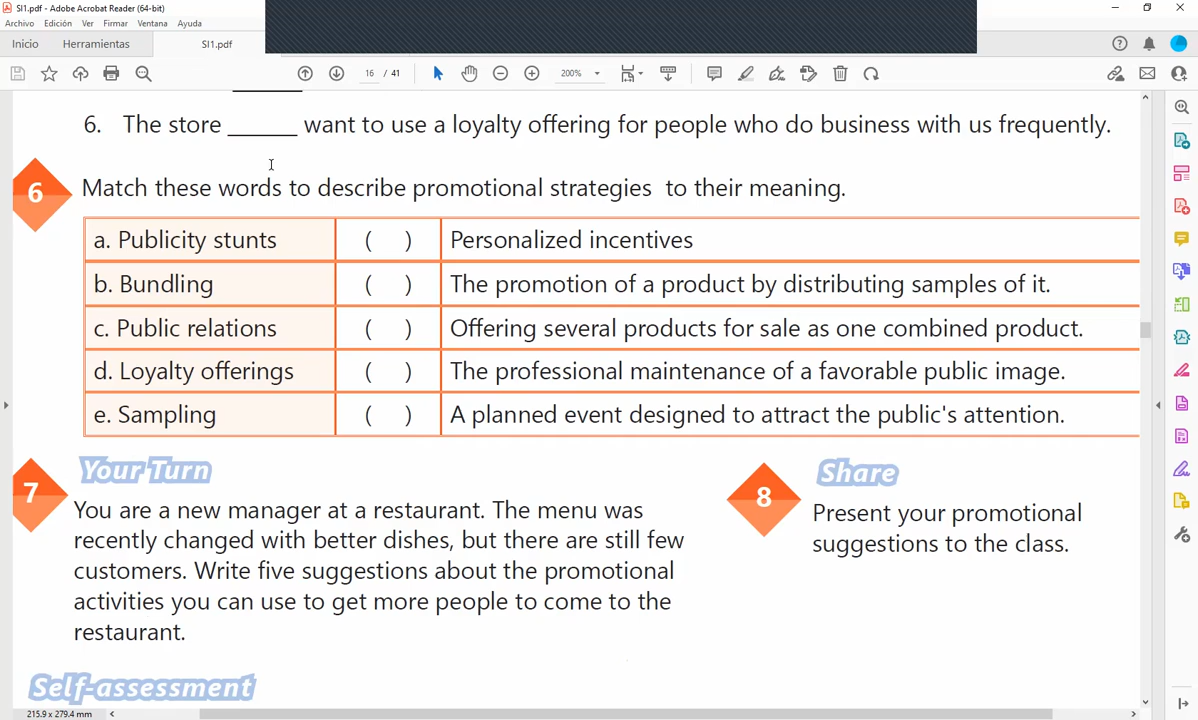 SI1.pdf - Adobe Acrobat Reader (64-bit)
Archivo Edición Ver Firmar Ventana Ayuda
Inicio Herramientas SI1.pdf
16 / 41 200%
6. The store ______ want to use a loyalty offering for people who do business with us frequently.
6 Match these words to describe promotional strategies to their meaning.
a. Publicity stunts ( ) Personalized incentives
b. Bundling ( ) The promotion of a product by distributing samples of it.
c. Public relations ( ) Offering several products for sale as one combined product.
d. Loyalty offerings ( ) The professional maintenance of a favorable public image.
e. Sampling ( ) A planned event designed to attract the public's attention.
7 Your Turn
You are a new manager at a restaurant. The menu was
recently changed with better dishes, but there are still few
customers. Write five suggestions about the promotional
activities you can use to get more people to come to the
restaurant.
8 Share
Present your promotional
suggestions to the class.
Self-assessment
215.9 x 279.4 mm